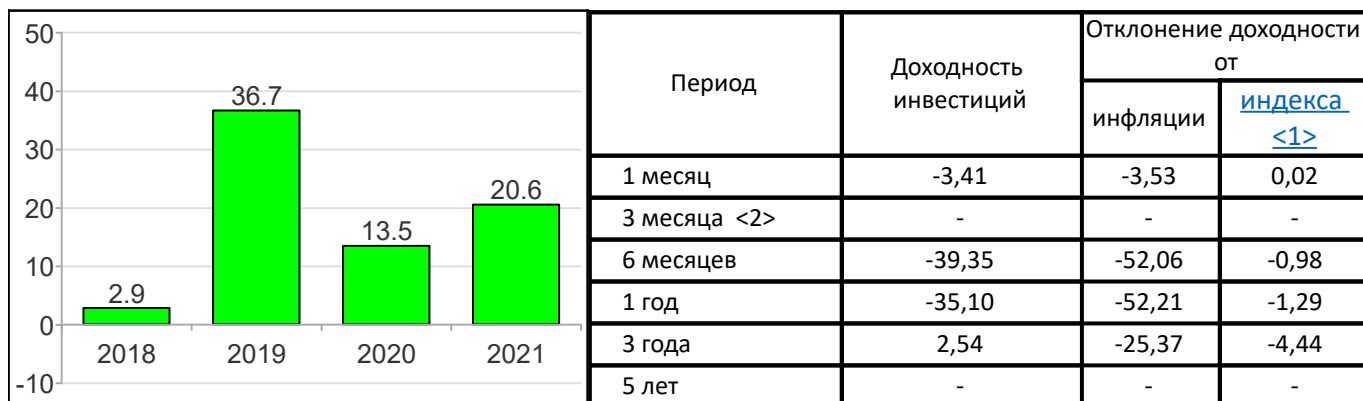 50
40
30
20
10
0
-10
2.9
36.7
13.5
20.6
2018 2019 2020 2021
Период
Доходность
инвестиций
Отклонение доходности
от
инфляции
индекса
<1>
1 месяц -3,41 -3,53 0,02
3 месяца <2> - - -
6 месяцев -39,35 -52,06 -0,98
1 год -35,10 -52,21 -1,29
3 года 2,54 -25,37 -4,44
5 лет - - -